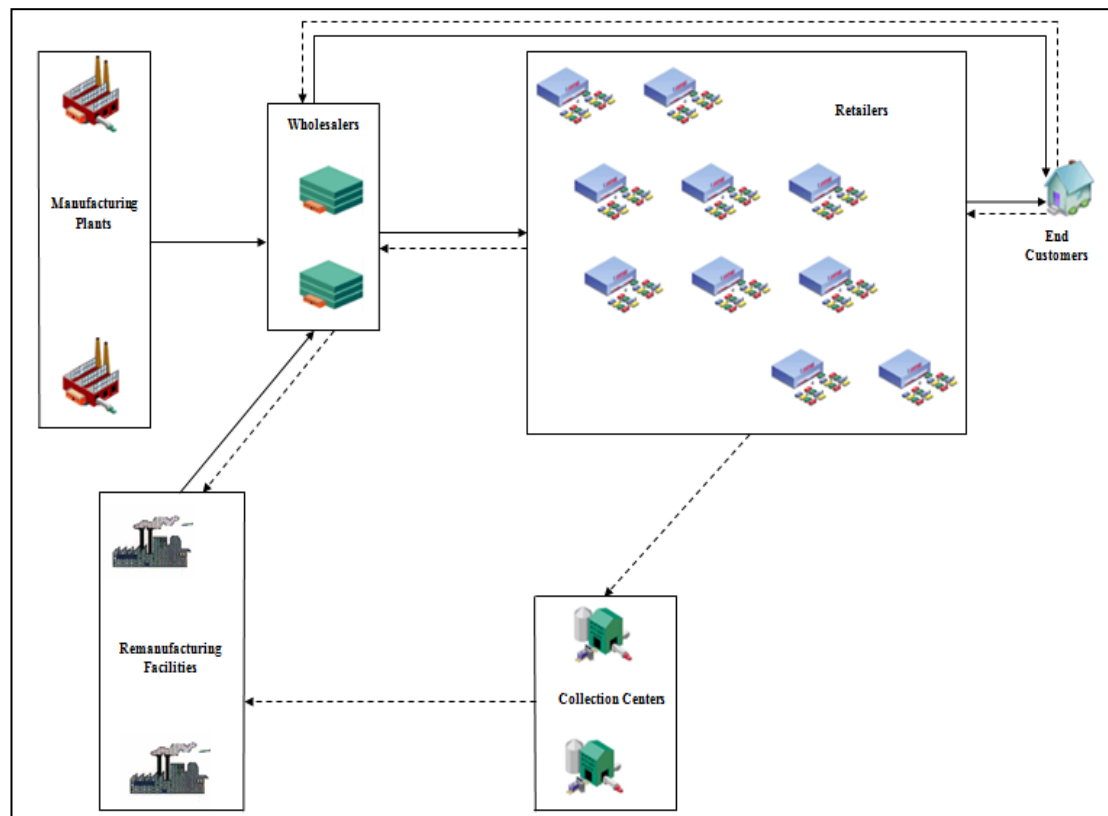 Wholesalers
Retailers
Manufacturing
Plants
End
Customers
Remanufacturing
Facilities
Collection Centers